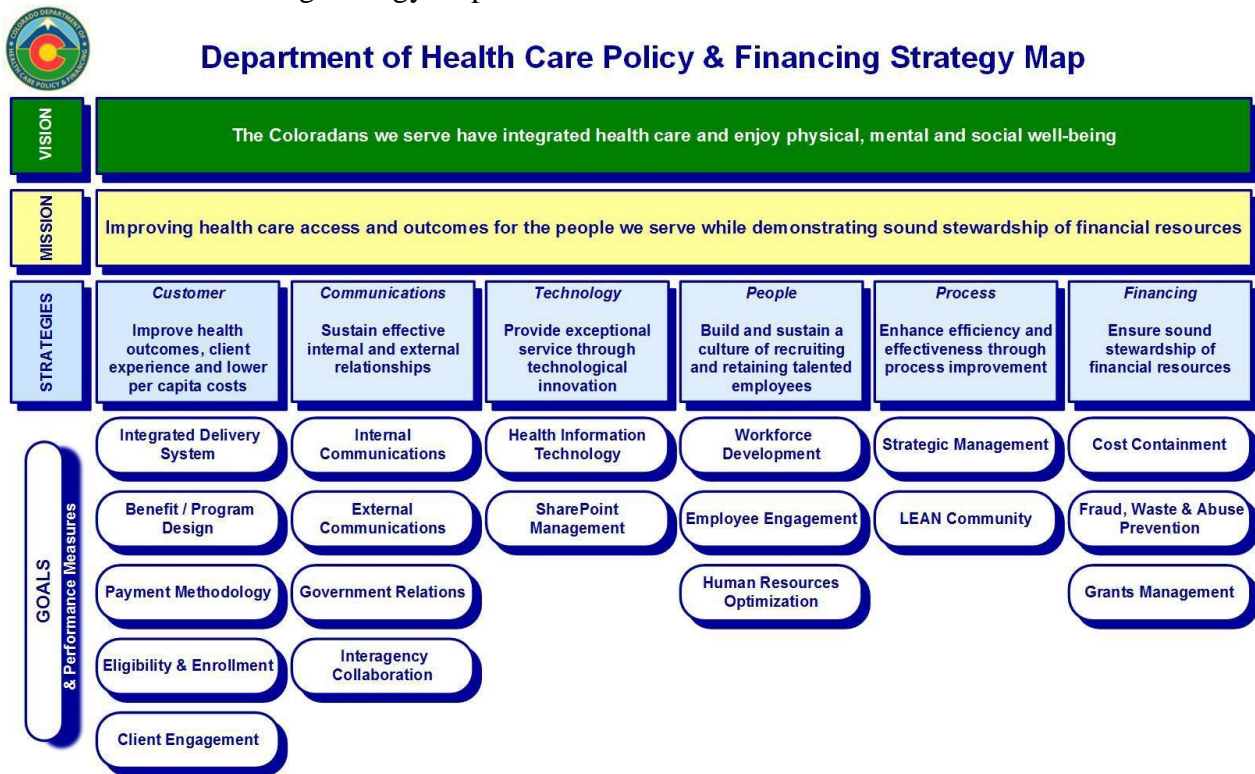 COLORADO DEPARTMENT OF
HEALTH CARE POLICY & FINANCING
Department of Health Care Policy & Financing Strategy Map
VISION
The Coloradans we serve have integrated health care and enjoy physical, mental and social well-being
MISSION
Improving health care access and outcomes for the people we serve while demonstrating sound stewardship of financial resources
STRATEGIES
Customer
Improve health
outcomes, client
experience and lower
per capita costs
Communications
Sustain effective
internal and external
relationships
Technology
Provide exceptional
service through
technological
innovation
People
Build and sustain a
culture of recruiting
and retaining talented
employees
Process
Enhance efficiency and
effectiveness through
process improvement
Financing
Ensure sound
stewardship of
financial resources
GOALS
& Performance Measures
Integrated Delivery
System
Benefit / Program
Design
Payment Methodology
Eligibility & Enrollment
Client Engagement
Internal
Communications
External
Communications
Government Relations
Interagency
Collaboration
Health Information
Technology
SharePoint
Management
Workforce
Development
Employee Engagement
Human Resources
Optimization
Strategic Management
LEAN Community
Cost Containment
Fraud, Waste & Abuse
Prevention
Grants Management